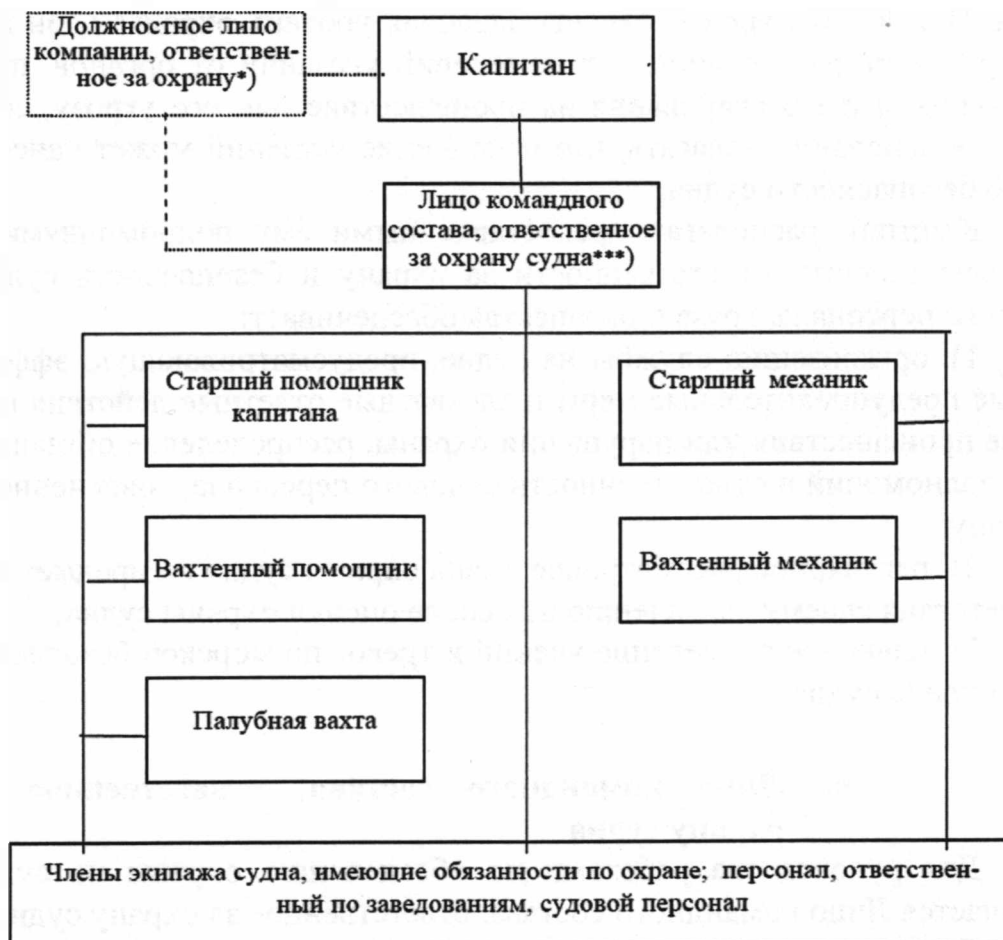 Должностное лицо
компании, ответствен-
ное за охрану*)
Капитан
Лицо командного
состава, ответственное
за охрану судна***)
Старший помощник
капитана
Старший механик
Вахтенный помощник
Вахтенный механик
Палубная вахта
Члены экипажа судна, имеющие обязанности по охране; персонал, ответствен-
ный по заведованиям, судовой персонал